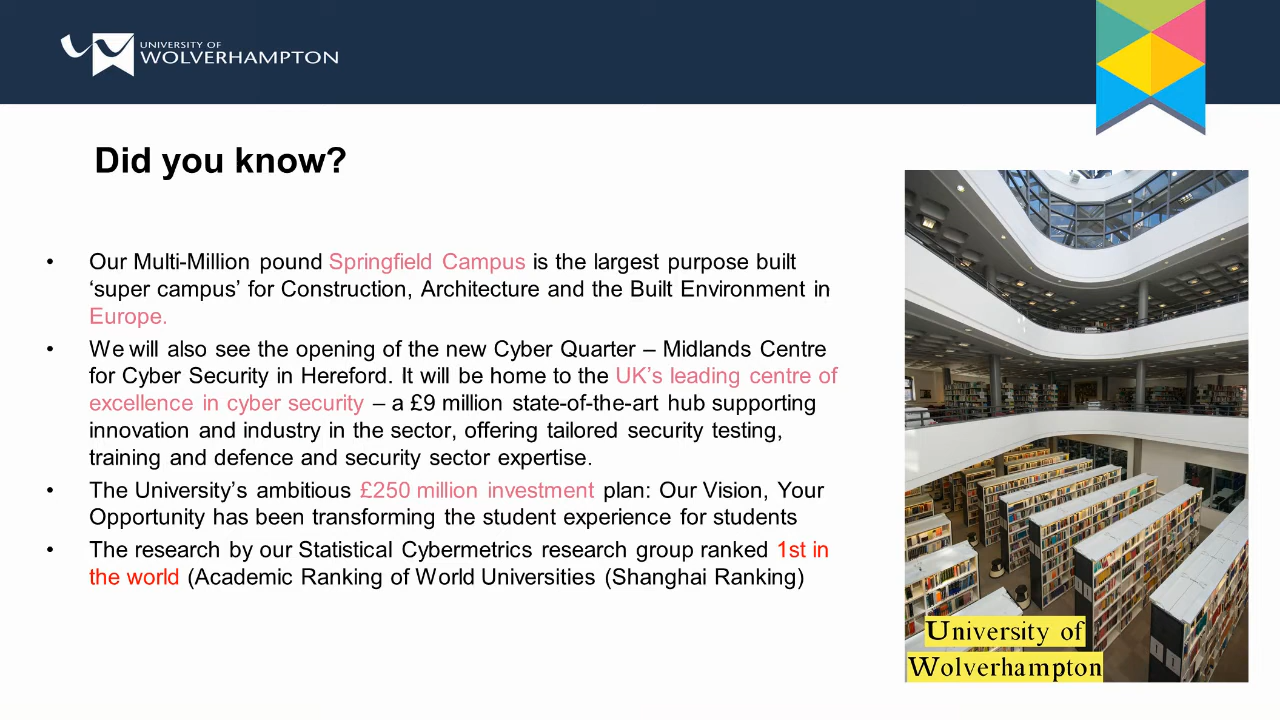 UNIVERSITY OF
WOLVERHAMPTON
Did you know?
• Our Multi-Million pound Springfield Campus is the largest purpose built
‘super campus’ for Construction, Architecture and the Built Environment in
Europe.
• We will also see the opening of the new Cyber Quarter – Midlands Centre
for Cyber Security in Hereford. It will be home to the UK’s leading centre of
excellence in cyber security – a £9 million state-of-the-art hub supporting
innovation and industry in the sector, offering tailored security testing,
training and defence and security sector expertise.
• The University’s ambitious £250 million investment plan: Our Vision, Your
Opportunity has been transforming the student experience for students
• The research by our Statistical Cybermetrics research group ranked 1st in
the world (Academic Ranking of World Universities (Shanghai Ranking)
University of
Wolverhampton